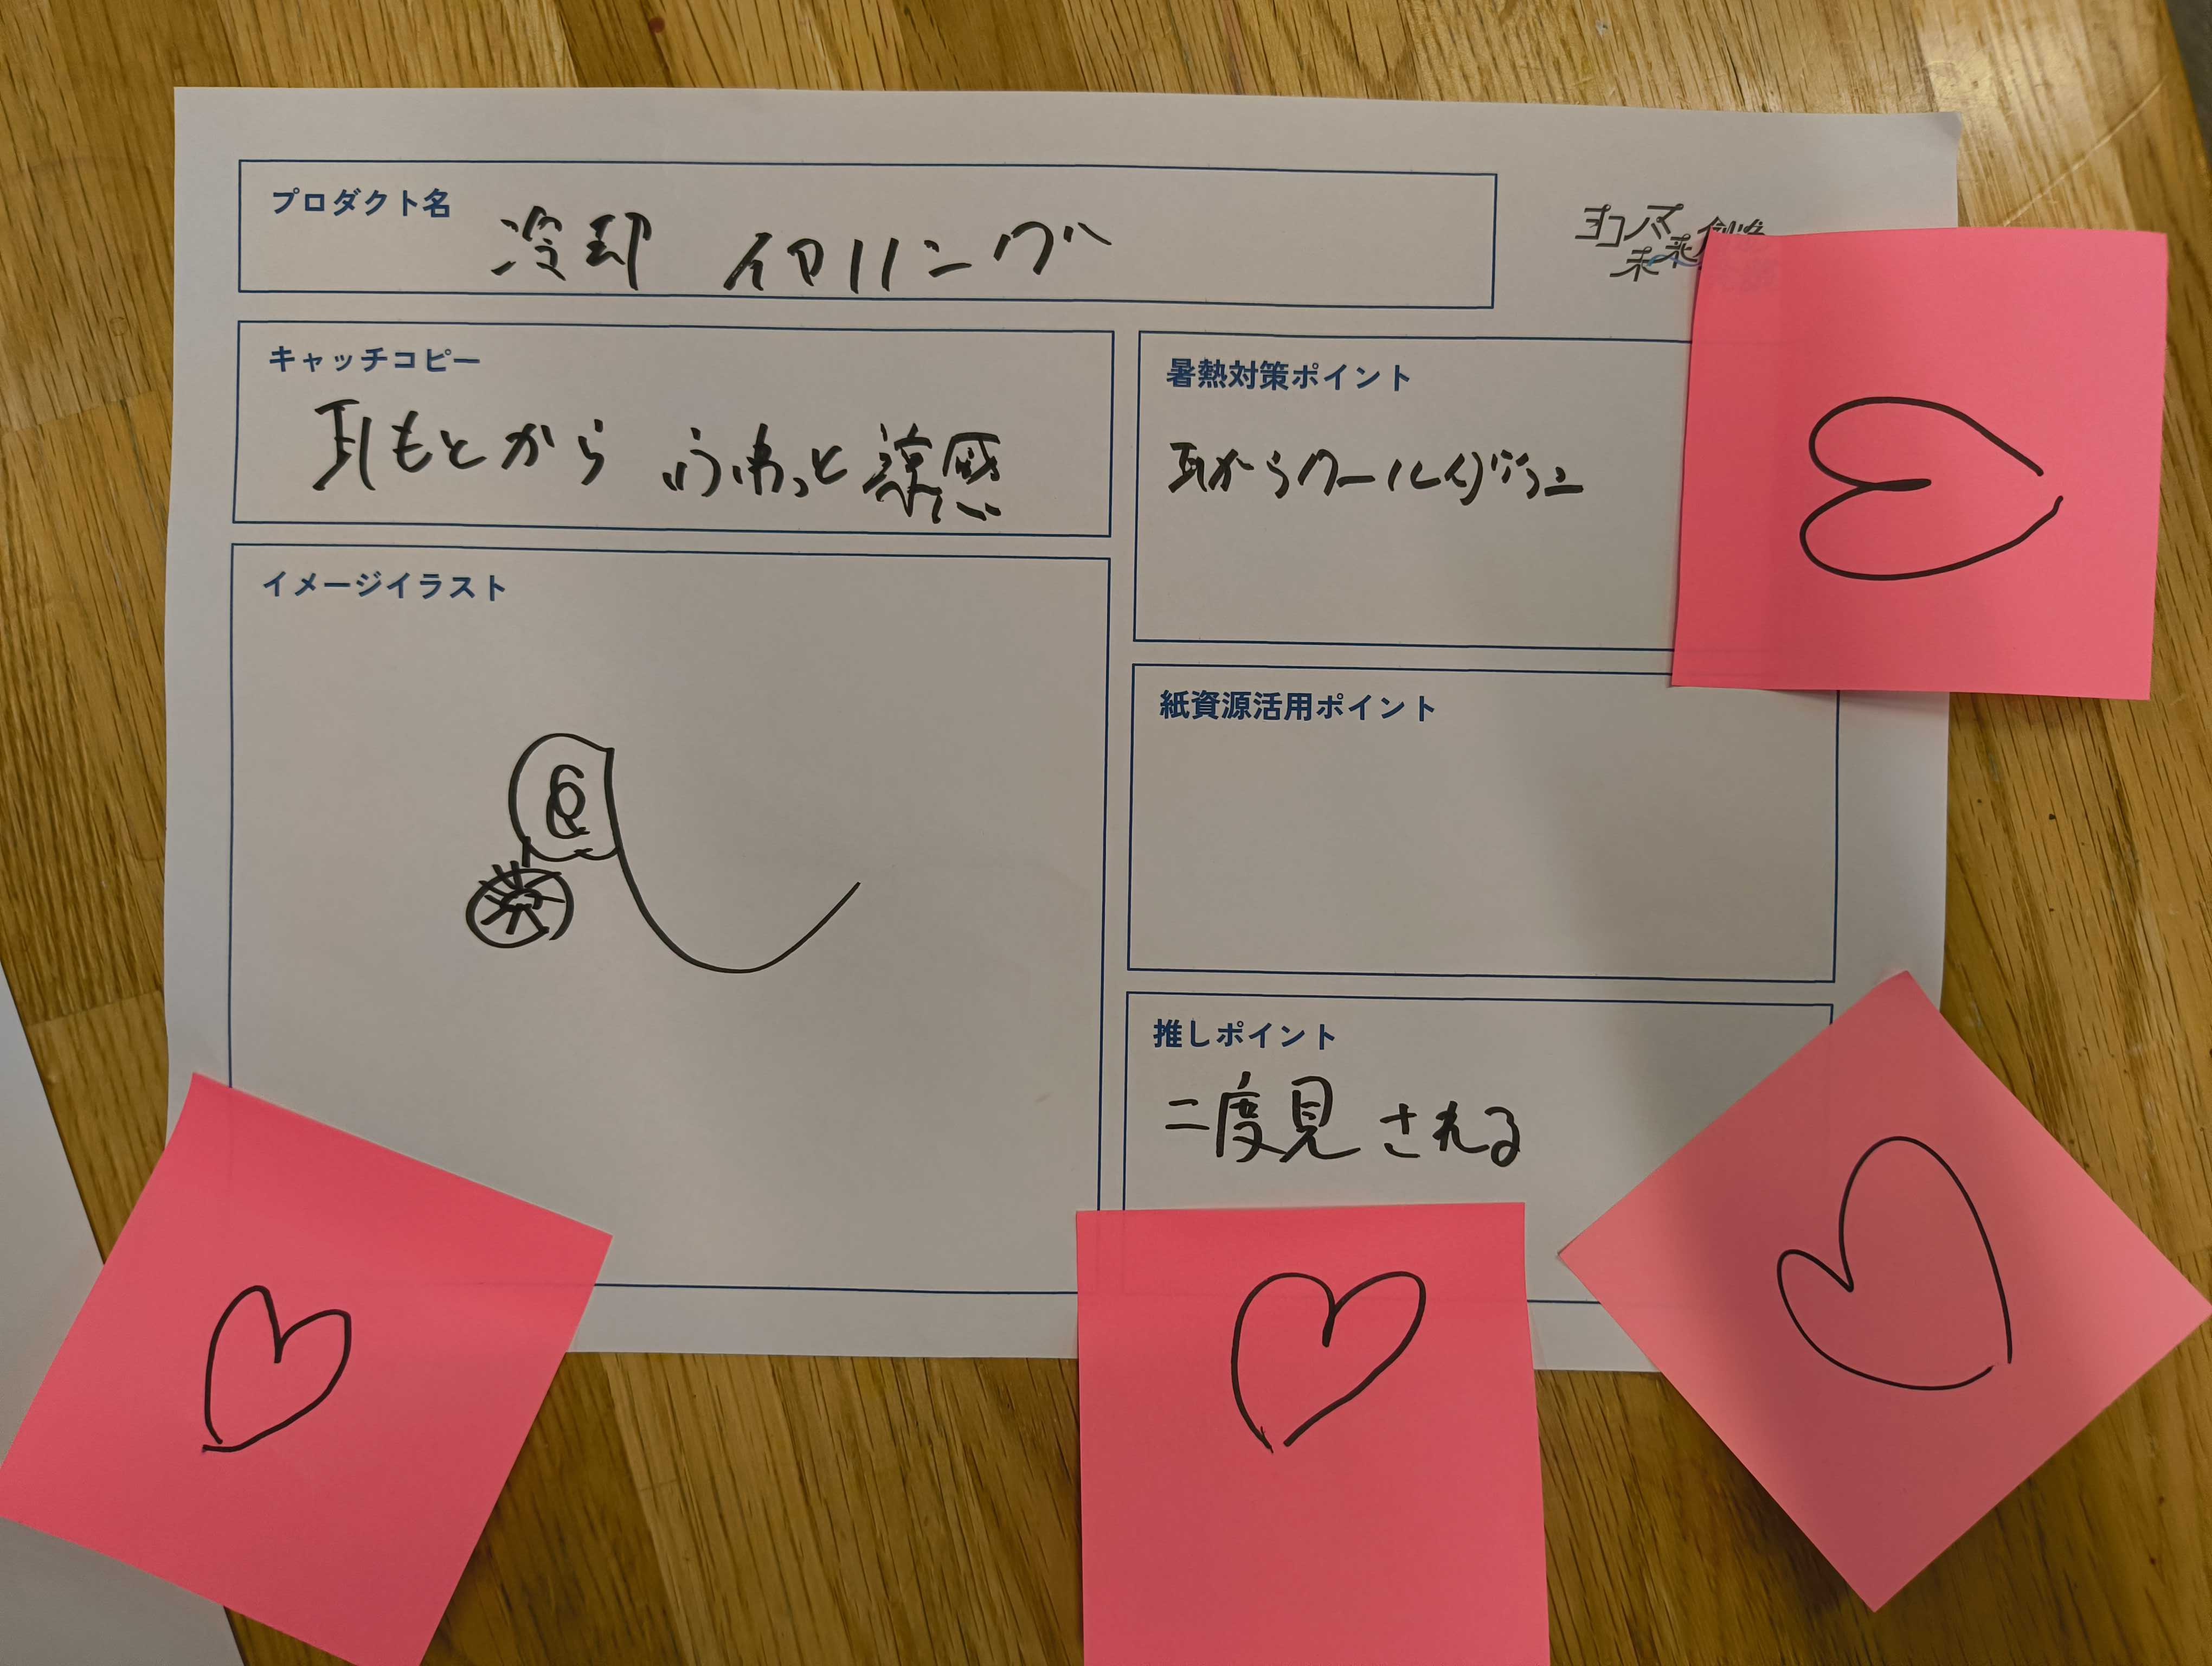 プロダクト名
冷却 イヤリング
ヨコハマ
未来創造
キャッチコピー
耳もとから ふわっと涼感
暑熱対策ポイント
耳からクールダウン
イメージイラスト
紙資源活用ポイント
推しポイント
二度見される